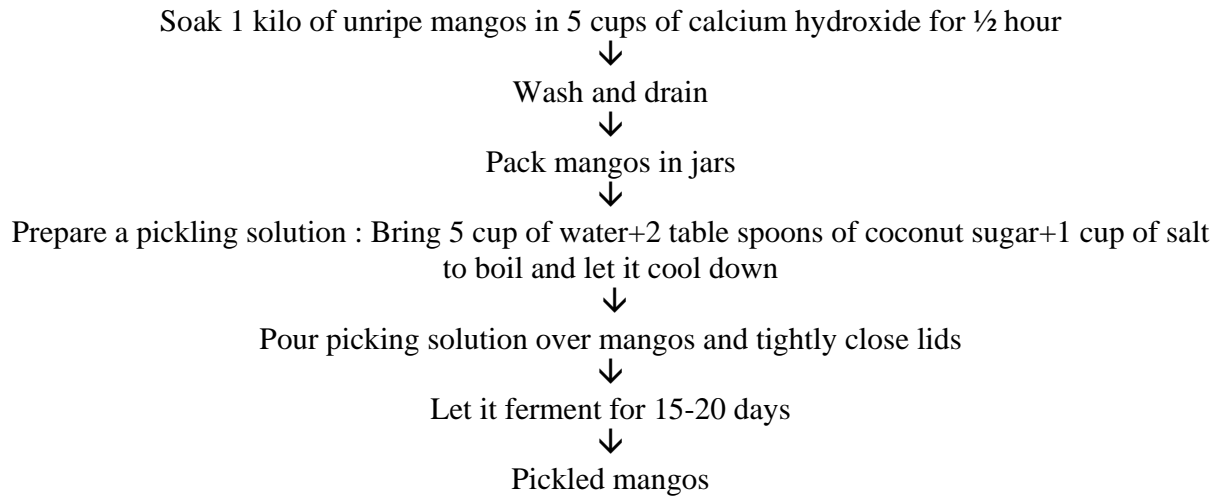 Soak 1 kilo of unripe mangos in 5 cups of calcium hydroxide for ½ hour
↓
Wash and drain
↓
Pack mangos in jars
↓
Prepare a pickling solution : Bring 5 cup of water+2 table spoons of coconut sugar+1 cup of salt
to boil and let it cool down
↓
Pour picking solution over mangos and tightly close lids
↓
Let it ferment for 15-20 days
↓
Pickled mangos